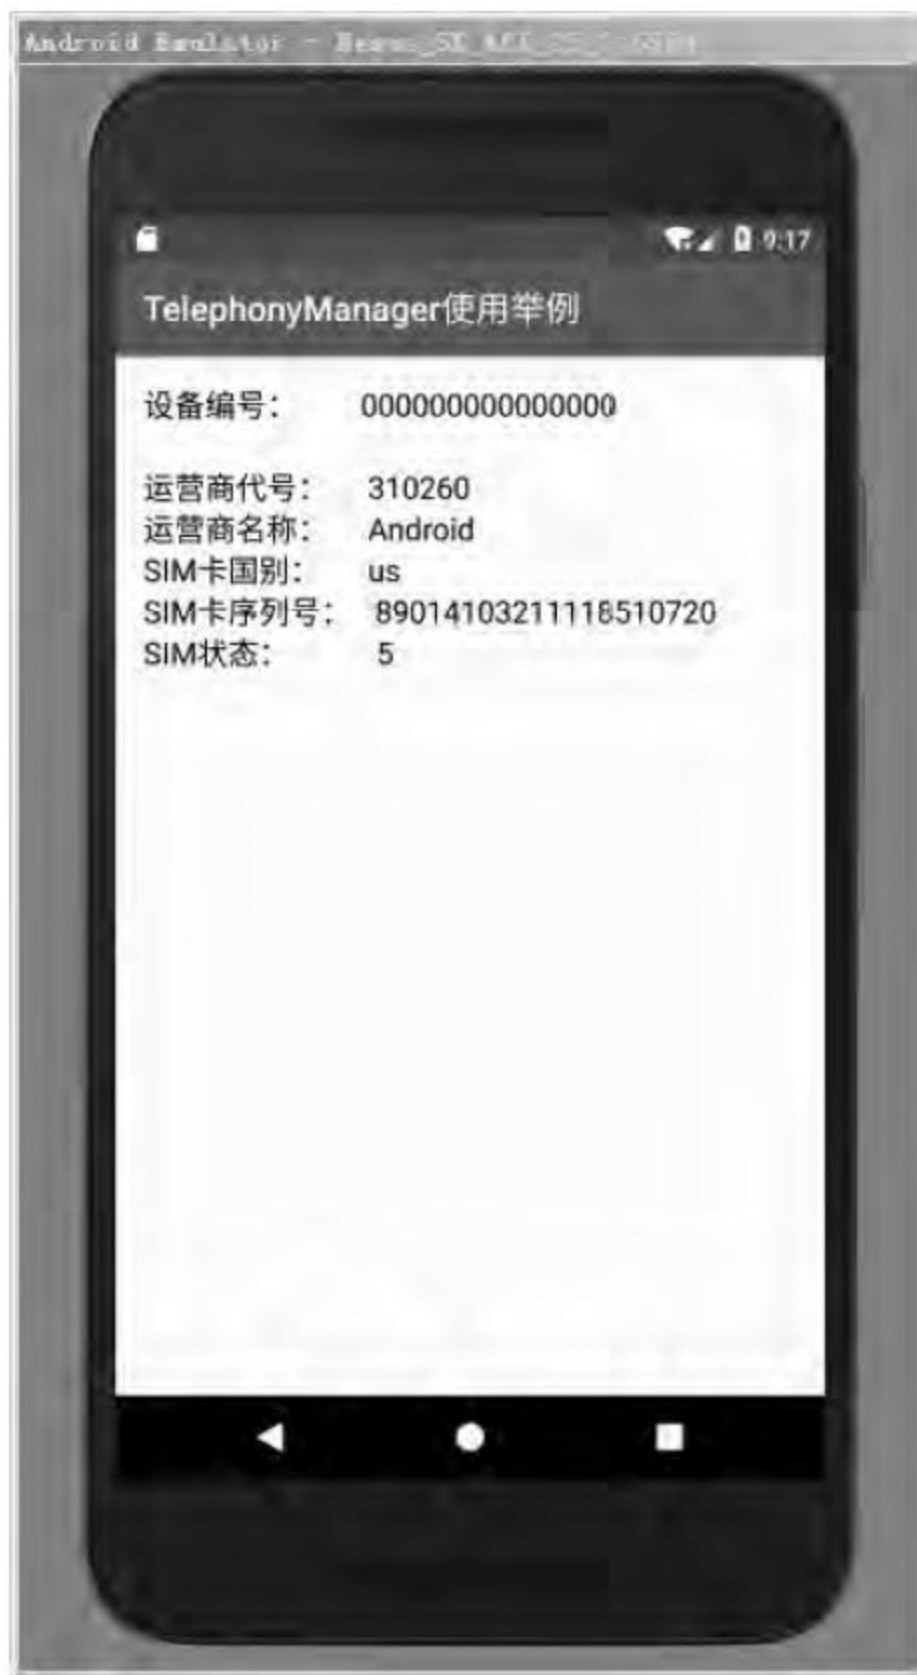 Android Emulator -
9:17
TelephonyManager使用举例
设备编号： 000000000000000
运营商代号： 310260
运营商名称： Android
SIM卡国别： us
SIM卡序列号： 89014103211118510720
SIM状态： 5